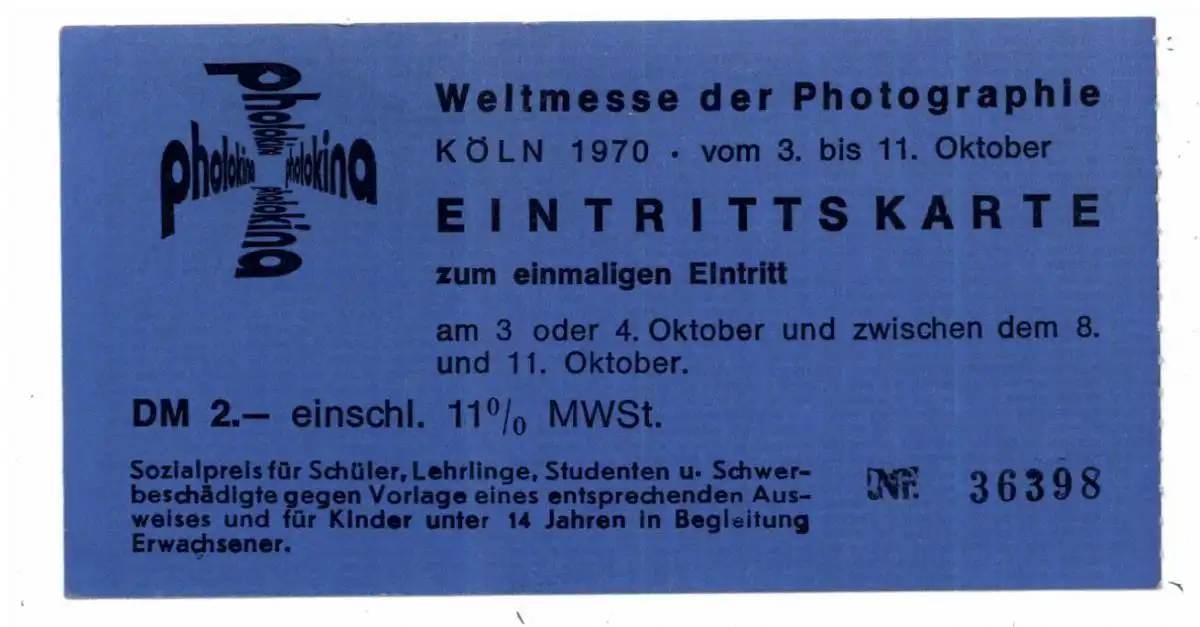 photokina
photokina photokina
photokina
Weltmesse der Photographie
KÖLN 1970 · vom 3. bis 11. Oktober
EINTRITTSKARTE
zum einmaligen Eintritt
am 3 oder 4. Oktober und zwischen dem 8.
und 11. Oktober.
DM 2.— einschl. 11% MWSt.
Sozialpreis für Schüler, Lehrlinge, Studenten u. Schwer-
beschädigte gegen Vorlage eines entsprechenden Aus-
weises und für Kinder unter 14 Jahren in Begleitung
Erwachsener.
Nr. 36398